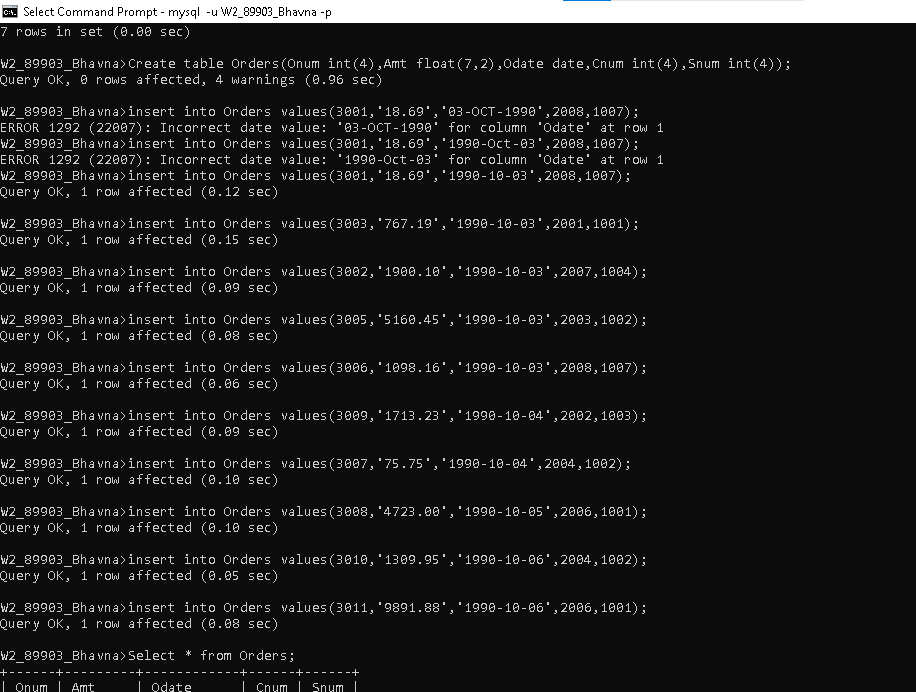 Select Command Prompt - mysql -u W2_89903_Bhavna -p
7 rows in set (0.00 sec)
W2_89903_Bhavna>Create table Orders(Onum int(4),Amt float(7,2),Odate date,Cnum int(4),Snum int(4));
Query OK, 0 rows affected, 4 warnings (0.96 sec)
W2_89903_Bhavna>insert into Orders values(3001,'18.69','03-OCT-1990',2008,1007);
ERROR 1292 (22007): Incorrect date value: '03-OCT-1990' for column 'Odate' at row 1
W2_89903_Bhavna>insert into Orders values(3001,'18.69','1990-Oct-03',2008,1007);
ERROR 1292 (22007): Incorrect date value: '1990-Oct-03' for column 'Odate' at row 1
W2_89903_Bhavna>insert into Orders values(3001,'18.69','1990-10-03',2008,1007);
Query OK, 1 row affected (0.12 sec)
W2_89903_Bhavna>insert into Orders values(3003,'767.19','1990-10-03',2001,1001);
Query OK, 1 row affected (0.15 sec)
W2_89903_Bhavna>insert into Orders values(3002,'1900.10','1990-10-03',2007,1004);
Query OK, 1 row affected (0.09 sec)
W2_89903_Bhavna>insert into Orders values(3005,'5160.45','1990-10-03',2003,1002);
Query OK, 1 row affected (0.08 sec)
W2_89903_Bhavna>insert into Orders values(3006,'1098.16','1990-10-03',2008,1007);
Query OK, 1 row affected (0.06 sec)
W2_89903_Bhavna>insert into Orders values(3009,'1713.23','1990-10-04',2002,1003);
Query OK, 1 row affected (0.09 sec)
W2_89903_Bhavna>insert into Orders values(3007,'75.75','1990-10-04',2004,1002);
Query OK, 1 row affected (0.10 sec)
W2_89903_Bhavna>insert into Orders values(3008,'4723.00','1990-10-05',2006,1001);
Query OK, 1 row affected (0.10 sec)
W2_89903_Bhavna>insert into Orders values(3010,'1309.95','1990-10-06',2004,1002);
Query OK, 1 row affected (0.05 sec)
W2_89903_Bhavna>insert into Orders values(3011,'9891.88','1990-10-06',2006,1001);
Query OK, 1 row affected (0.08 sec)
W2_89903_Bhavna>Select * from Orders;
+------+---------+------------+------+------+
| Onum | Amt | Odate | Cnum | Snum |